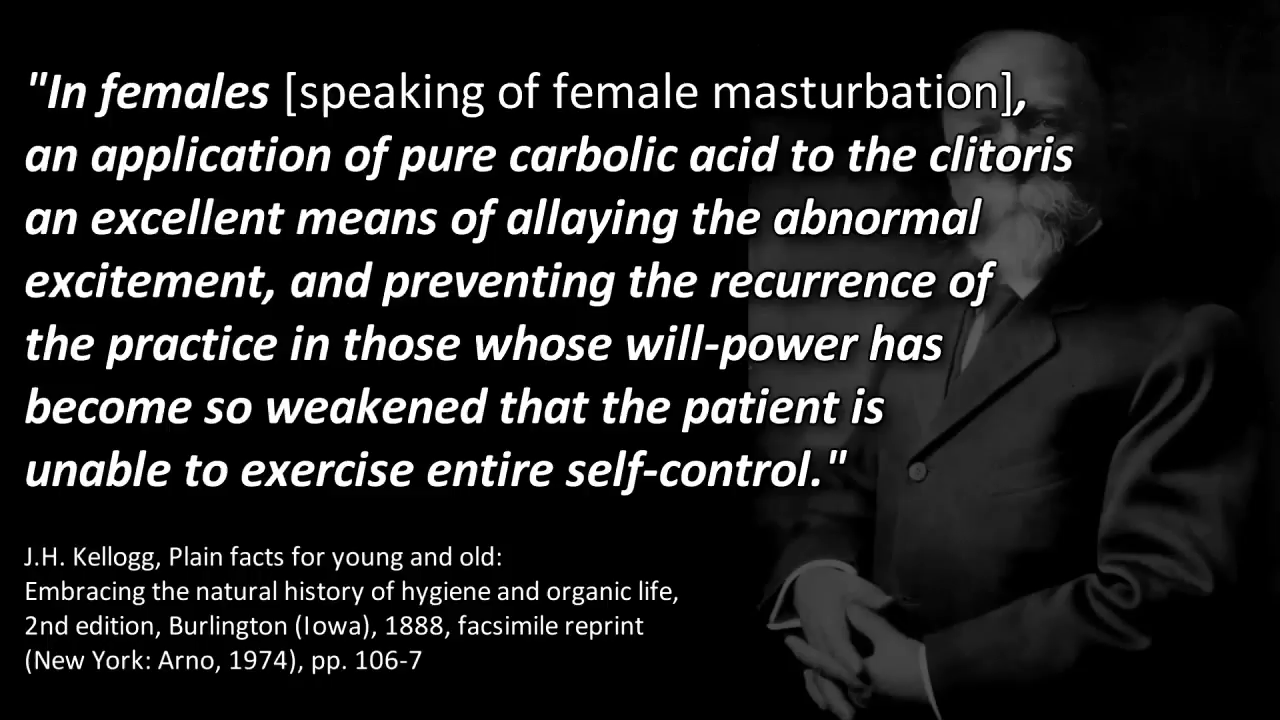 "In females [speaking of female masturbation],
an application of pure carbolic acid to the clitoris
an excellent means of allaying the abnormal
excitement, and preventing the recurrence of
the practice in those whose will-power has
become so weakened that the patient is
unable to exercise entire self-control."
J.H. Kellogg, Plain facts for young and old:
Embracing the natural history of hygiene and organic life,
2nd edition, Burlington (Iowa), 1888, facsimile reprint
(New York: Arno, 1974), pp. 106-7